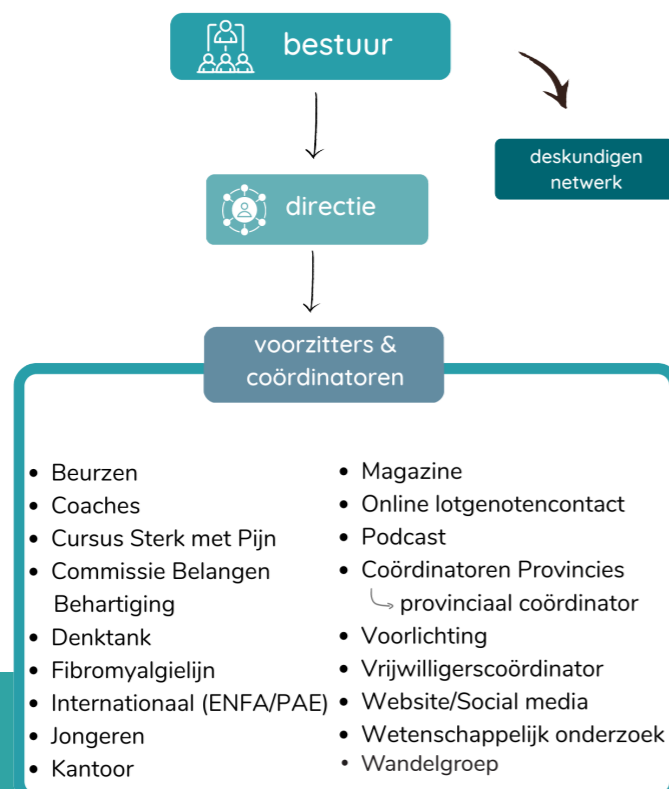 bestuur
deskundigen
netwerk
directie
voorzitters &
coördinatoren
• Beurzen
• Coaches
• Cursus Sterk met Pijn
• Commissie Belangen
Behartiging
• Denktank
• Fibromyalgielijn
• Internationaal (ENFA/PAE)
• Jongeren
• Kantoor
• Magazine
• Online lotgenotencontact
• Podcast
• Coördinatoren Provincies
provinciaal coördinator
• Voorlichting
• Vrijwilligerscoördinator
• Website/Social media
• Wetenschappelijk onderzoek
• Wandelgroep